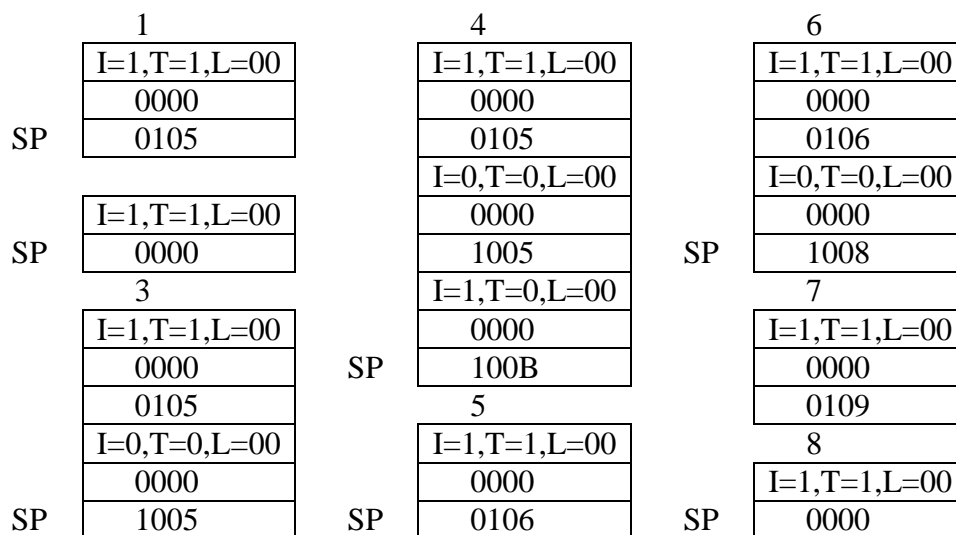 1
I=1,T=1,L=00
0000
SP 0105
I=1,T=1,L=00
SP 0000
3
I=1,T=1,L=00
0000
0105
I=0,T=0,L=00
0000
SP 1005
4
I=1,T=1,L=00
0000
0105
I=0,T=0,L=00
0000
1005
I=1,T=0,L=00
0000
SP 100B
5
I=1,T=1,L=00
0000
SP 0106
6
I=1,T=1,L=00
0000
0106
I=0,T=0,L=00
0000
SP 1008
7
I=1,T=1,L=00
0000
0109
8
I=1,T=1,L=00
SP 0000